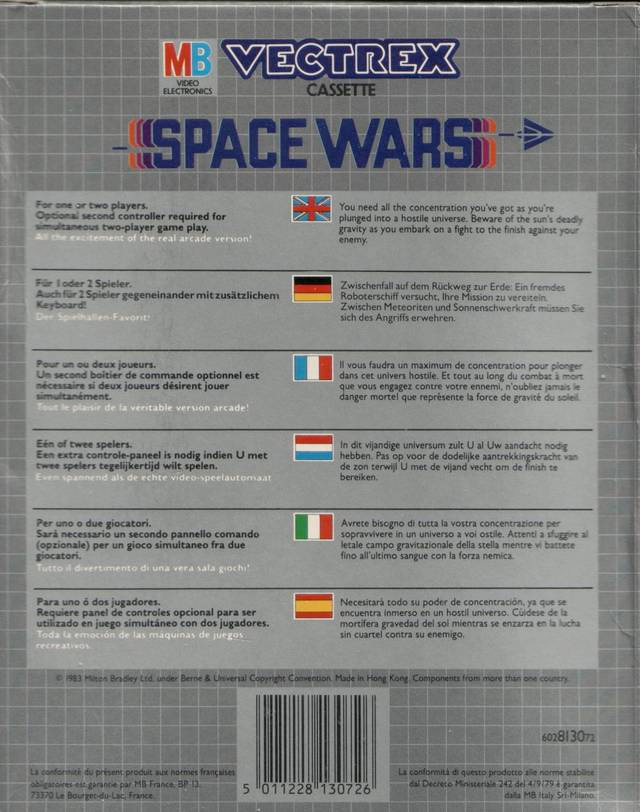 MB
VIDEO
ELECTRONICS
VECTREX
CASSETTE
SPACE WARS
For one or two players.
Optional second controller required for
simultaneous two-player game play.
All the excitement of the real arcade version!
You need all the concentration you've got as you're
plunged into a hostile universe. Beware of the sun's deadly
gravity as you embark on a fight to the finish against your
enemy.
Für 1 oder 2 Spieler.
Auch für 2 Spieler gegeneinander mit zusätzlichem
Keyboard!
Der Spielhallen-Favorit!
Zwischenfall auf dem Rückweg zur Erde: Ein fremdes
Roboterschiff versucht, Ihre Mission zu vereiteln.
Zwischen Meteoriten und Sonnenschwerkraft müssen Sie
sich des Angriffs erwehren.
Pour un ou deux joueurs.
Un second boîtier de commande optionnel est
nécessaire si deux joueurs désirent jouer
simultanément.
Tout le plaisir de la veritable version arcade!
Il vous faudra un maximum de concentration pour plonger
dans cet univers hostile. Et tout au long du combat à mort
que vous engagez contre votre ennemi, n'oubliez jamais le
danger mortel que représente la force de gravité du soleil.
Eén of twee spelers.
Een extra controle-paneel is nodig indien U met
twee spelers tegelijkertijd wilt spelen.
Even spannend als de echte video-speelautomaat
In dit vijandige universum zult U al Uw aandacht nodig
hebben. Pas op voor de dodelijke aantrekkingskracht van
de zon terwijl U met de vijand vecht om de finish te
bereiken.
Per uno o due giocatori.
Sarà necessario un secondo pannello comando
(opzionale) per un gioco simultaneo fra due
giocatori.
Tutto il divertimento di una vera sala giochi!
Avrete bisogno di tutta la vostra concentrazione per
sopravvivere in un universo a voi ostile. Attenti a sfuggire al
letale campo gravitazionale della stella mentre vi battete
fino all'ultimo sangue con la forza nemica.
Para uno ó dos jugadores.
Requiere panel de controles opcional para ser
utilizado en juego simultáneo con dos jugadores.
Toda la emoción de las máquinas de juegos
recreativos.
Necesitará todo su poder de concentración, ya que se
encuentra inmerso en un hostil universo. Cúidese de la
mortífera gravedad del sol mientras se enzarza en la lucha
sin cuartel contra su enemigo.
© 1983 Milton Bradley Ltd. under Berne & Universal Copyright Convention. Made in Hong Kong. Components from more than one country.
602813072
La conformité du présent produit aux normes françaises
obligatoires est garantie par MB France, BP 13.
73370 Le Bourget-du-Lac, France.
5 011228 130726
La conformità di questo prodotto alle norme stabilite
dal Decreto Ministeriale 242 del 4/9/79 è garantita
dalla MB Italy Srl-Milano.